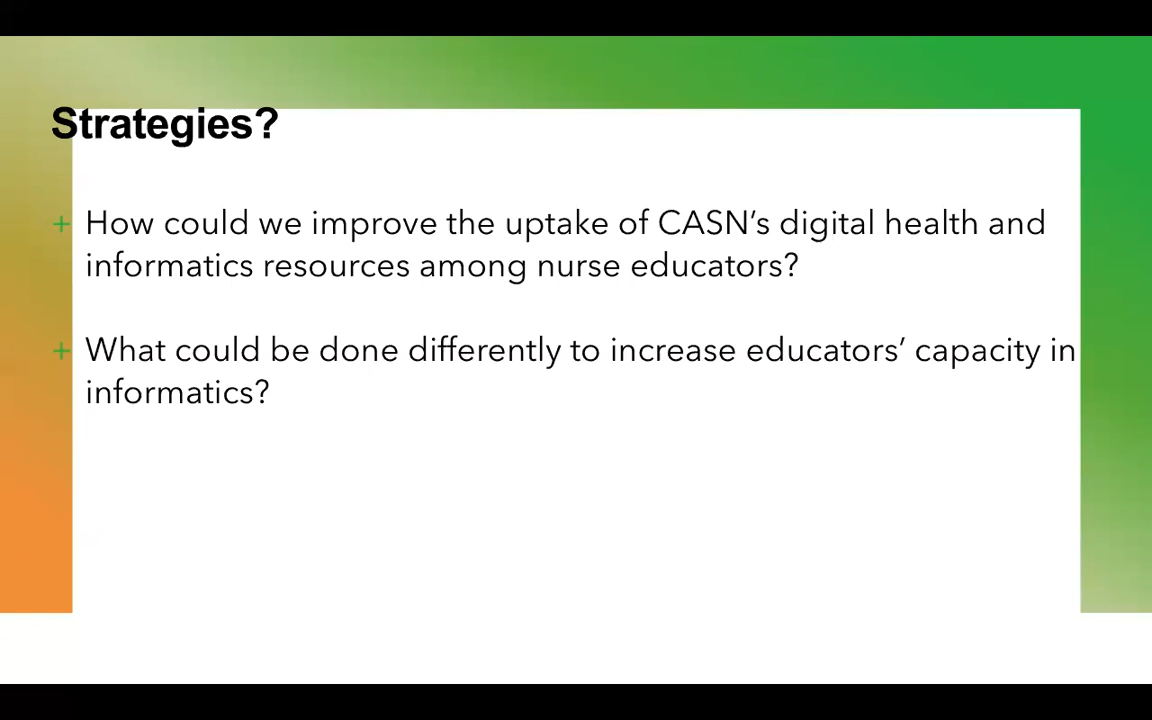 Strategies?
+ How could we improve the uptake of CASN’s digital health and
informatics resources among nurse educators?
+ What could be done differently to increase educators’ capacity in
informatics?